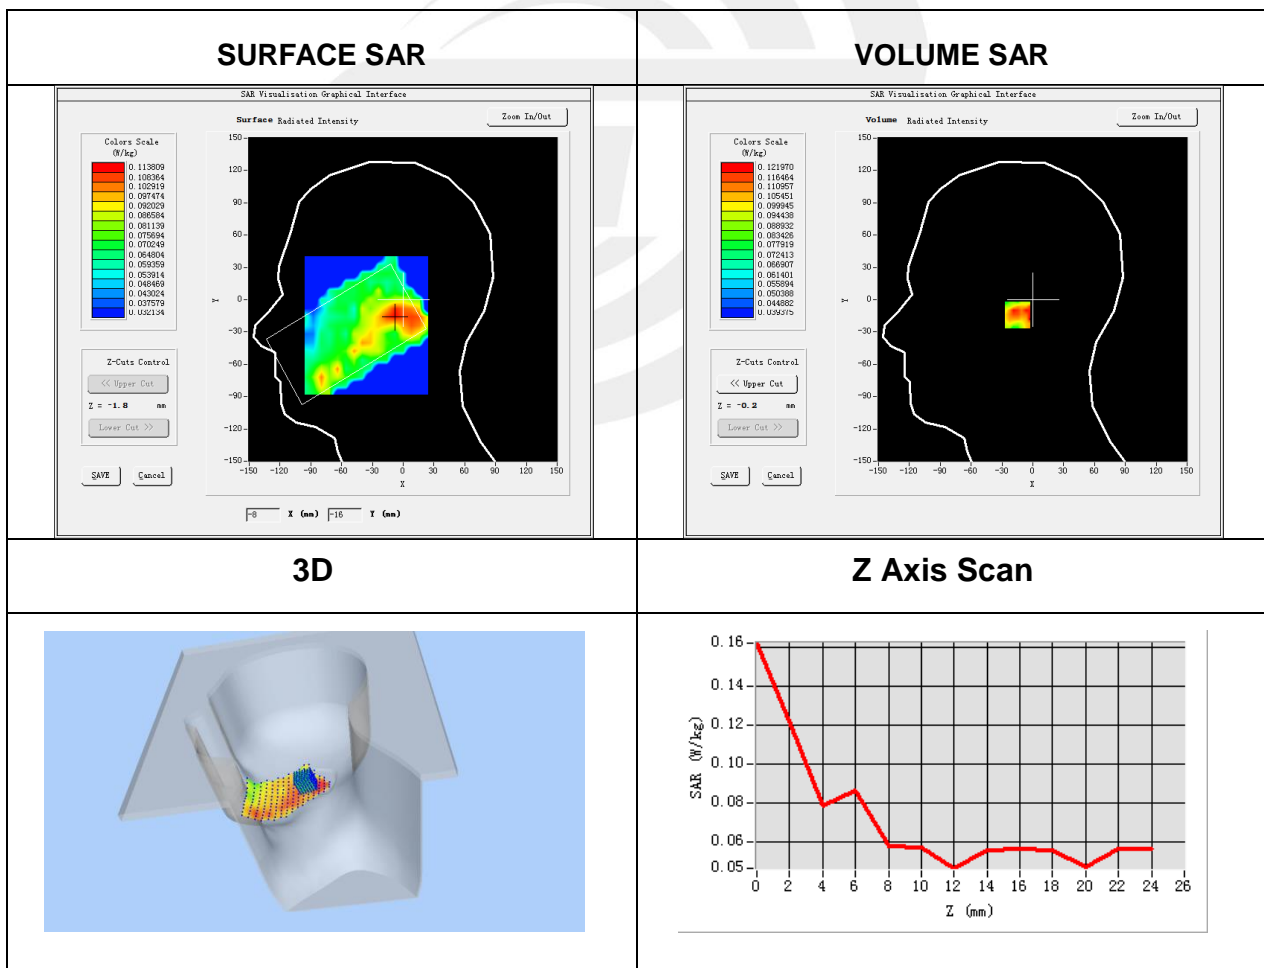 SURFACE SAR
VOLUME SAR
SAR Visualisation Graphical Interface
Surface Radiated Intensity
Zoom In/Out
Colors Scale
(W/kg)
0.113809
0.108364
0.102919
0.097474
0.092029
0.086584
0.081139
0.075694
0.070249
0.064804
0.059359
0.053914
0.048469
0.043024
0.037579
0.032134
Z-Cuts Control
<< Upper Cut
Z = -1.8 mm
Lower Cut >>
SAVE Cancel
150
120
90
60
30
0
-30
-60
-90
-120
-150
Y
-150 -120 -90 -60 -30 0 30 60 90 120 150
X
-8 X (mm) -16 Y (mm)
SAR Visualisation Graphical Interface
Volume Radiated Intensity
Zoom In/Out
Colors Scale
(W/kg)
0.121970
0.116464
0.110957
0.105451
0.099945
0.094438
0.088932
0.083426
0.077919
0.072413
0.066907
0.061401
0.055894
0.050388
0.044882
0.039375
Z-Cuts Control
<< Upper Cut
Z = -0.2 mm
Lower Cut >>
SAVE Cancel
150
120
90
60
30
0
-30
-60
-90
-120
-150
Y
-150 -120 -90 -60 -30 0 30 60 90 120 150
X
3D
Z Axis Scan
0.16
0.14
0.12
0.10
0.08
0.06
0.05
SAR (W/kg)
0 2 4 6 8 10 12 14 16 18 20 22 24 26
Z (mm)